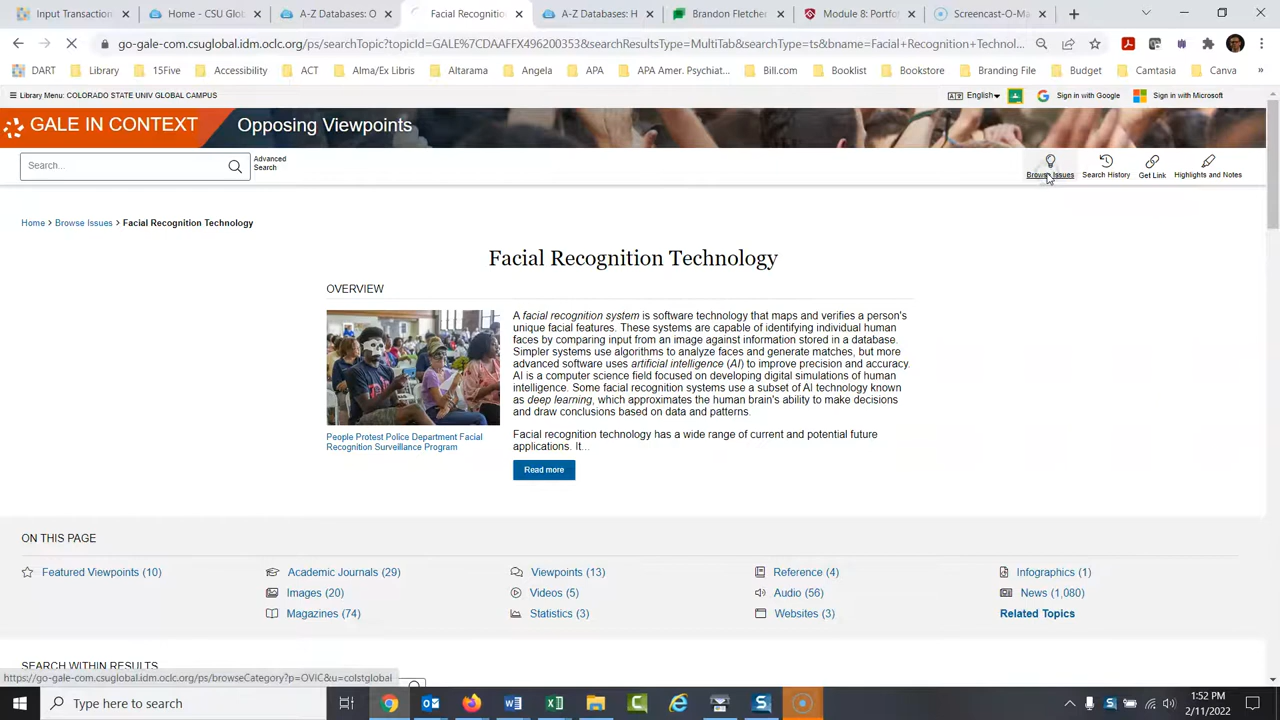 Input Transaction
Home - CSU Glo
A-Z Databases: O
Facial Recognitio
A-Z Databases: H
Brandon Fletcher
Module 8: Portfo
Screencast-O-Ma
go-gale-com.csuglobal.idm.oclc.org/ps/searchTopic?topicId=GALE%7CDAAFFX&200353&searchResultsType=MultiTab&searchTypets&bname=Facial+Recognition+Technol...
DART Library 15Five Accessibility ACT Alma/Ex Libris Altarama Angela APA APA Amer. Psychiat... Bill.com Booklist Bookstore Branding File Budget Camtasia Canva »
Library Menu: COLORADO STATE UNIV GLOBAL CAMPUS
English Sign in with Google Sign in with Microsoft
GALE IN CONTEXT Opposing Viewpoints
Search...
Advanced
Search
Browse Issues Search History Get Link Highlights and Notes
Home > Browse Issues > Facial Recognition Technology
Facial Recognition Technology
OVERVIEW
A facial recognition system is software technology that maps and verifies a person's
unique facial features. These systems are capable of identifying individual human
faces by comparing input from an image against information stored in a database.
Simpler systems use algorithms to analyze faces and generate matches, but more
advanced software uses artificial intelligence (AI) to improve precision and accuracy.
AI is a computer science field focused on developing digital simulations of human
intelligence. Some facial recognition systems use a subset of AI technology known
as deep learning, which approximates the human brain's ability to make decisions
and draw conclusions based on data and patterns.
Facial recognition technology has a wide range of current and potential future
applications. It...
Read more
People Protest Police Department Facial
Recognition Surveillance Program
ON THIS PAGE
Featured Viewpoints (10) Academic Journals (29) Viewpoints (13) Reference (4) Infographics (1)
Images (20) Videos (5) Audio (56) News (1,080)
Magazines (74) Statistics (3) Websites (3) Related Topics
SEARCH WITHIN RESULTS
https://go-gale-com.csuglobal.idm.oclc.org/ps/browseCategory?p=OVIC&u=colstglobal
Type here to search
1:52 PM
2/11/2022